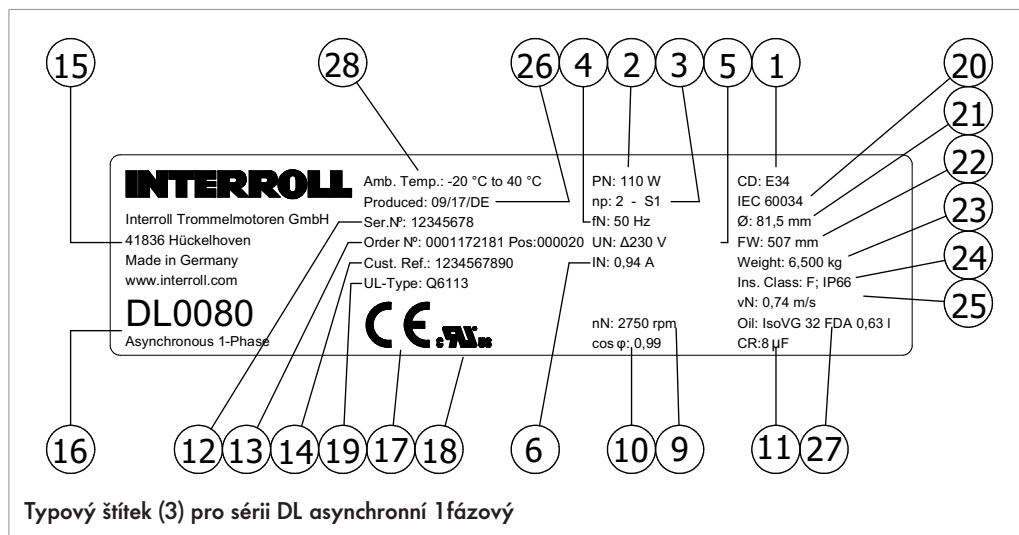 15 28 26 4 2 3 5 1 20
21
22
23
24
25
INTERROLL
Interroll Trommelmotoren GmbH
41836 Hückelhoven
Made in Germany
www.interroll.com
DL0080
Asynchronous 1-Phase
Amb. Temp.: -20 °C to 40 °C
Produced: 09/17/DE
Ser.Nº: 12345678
Order Nº: 0001172181 Pos:000020
Cust. Ref.: 1234567890
UL-Type: Q6113
CE c RU us
PN: 110 W
np: 2 - S1
fN: 50 Hz
UN: Δ230 V
IN: 0,94 A
nN: 2750 rpm
cos φ: 0,99
CD: E34
IEC 60034
Ø: 81,5 mm
FW: 507 mm
Weight: 6,500 kg
Ins. Class: F; IP66
vN: 0,74 m/s
Oil: IsoVG 32 FDA 0,63 l
CR:8 µF
16 12 13 14 19 17 18 6 10 9 11 27
Typový štítek (3) pro sérii DL asynchronní 1fázový